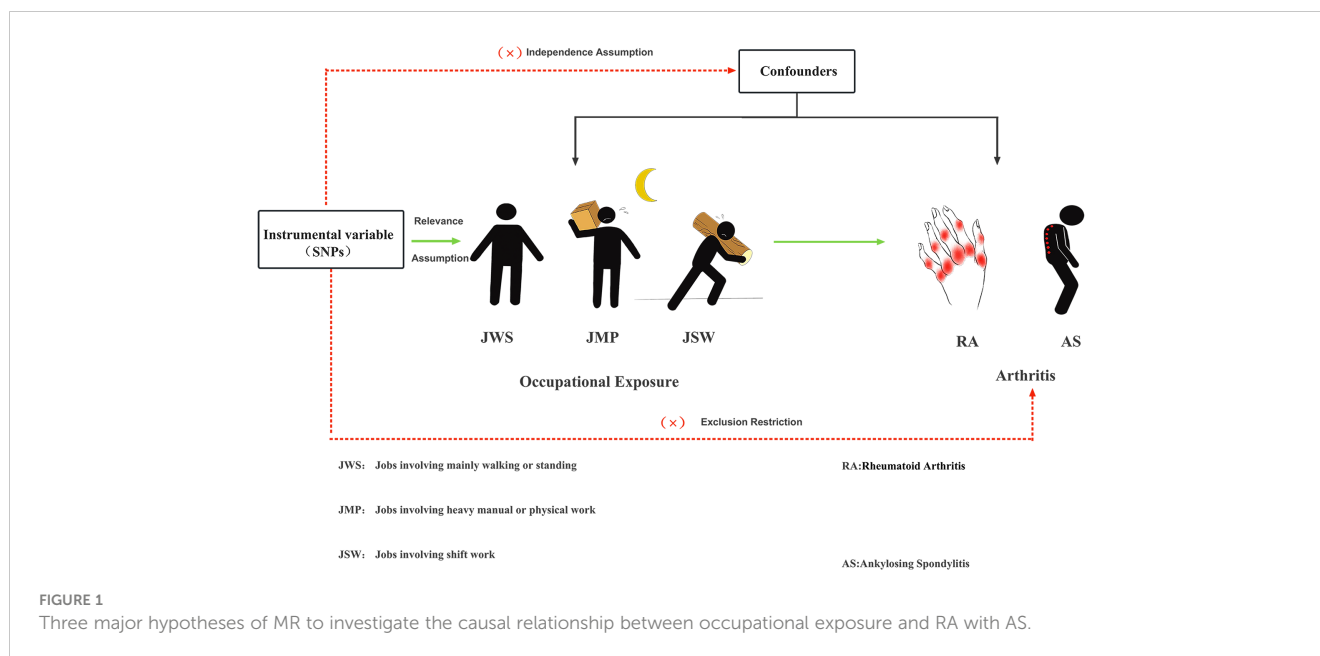 (×) Independence Assumption
Confounders
Instrumental variable
（SNPs）
Relevance
Assumption
JWS
JMP
JSW
RA
AS
Occupational Exposure
Arthritis
(×) Exclusion Restriction
JWS: Jobs involving mainly walking or standing
RA:Rheumatoid Arthritis
JMP: Jobs involving heavy manual or physical work
JSW: Jobs involving shift work
AS:Ankylosing Spondylitis
FIGURE 1
Three major hypotheses of MR to investigate the causal relationship between occupational exposure and RA with AS.